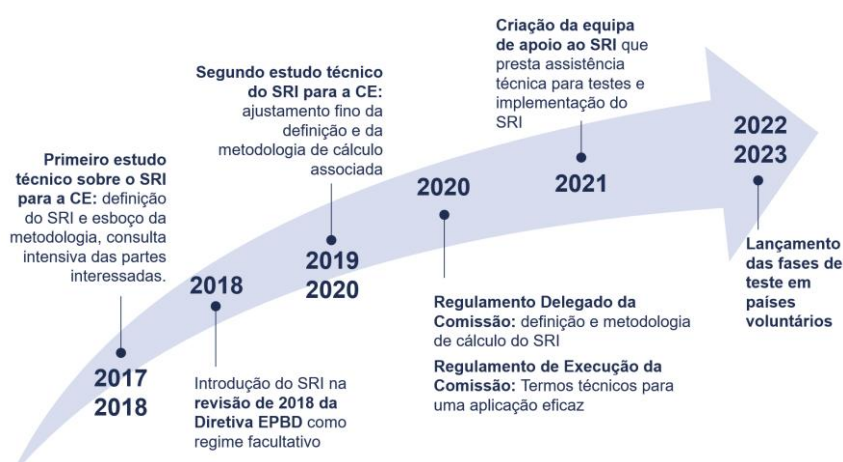 Primeiro estudo
técnico sobre o SRI
para a CE: definição
do SRI e esboço da
metodologia, consulta
intensiva das partes
interessadas.
2017
2018
2018
Introdução do SRI na
revisão de 2018 da
Diretiva EPBD como
regime facultativo
Segundo estudo técnico
do SRI para a CE:
ajustamento fino da
definição e da
metodologia de cálculo
associada
2019
2020
2020
Regulamento Delegado da
Comissão: definição e metodologia
de cálculo do SRI
Regulamento de Execução da
Comissão: Termos técnicos para
uma aplicação eficaz
Criação da equipa
de apoio ao SRI que
presta assistência
técnica para testes e
implementação do
SRI
2021
2022
2023
Lançamento
das fases de
teste em
países
voluntários